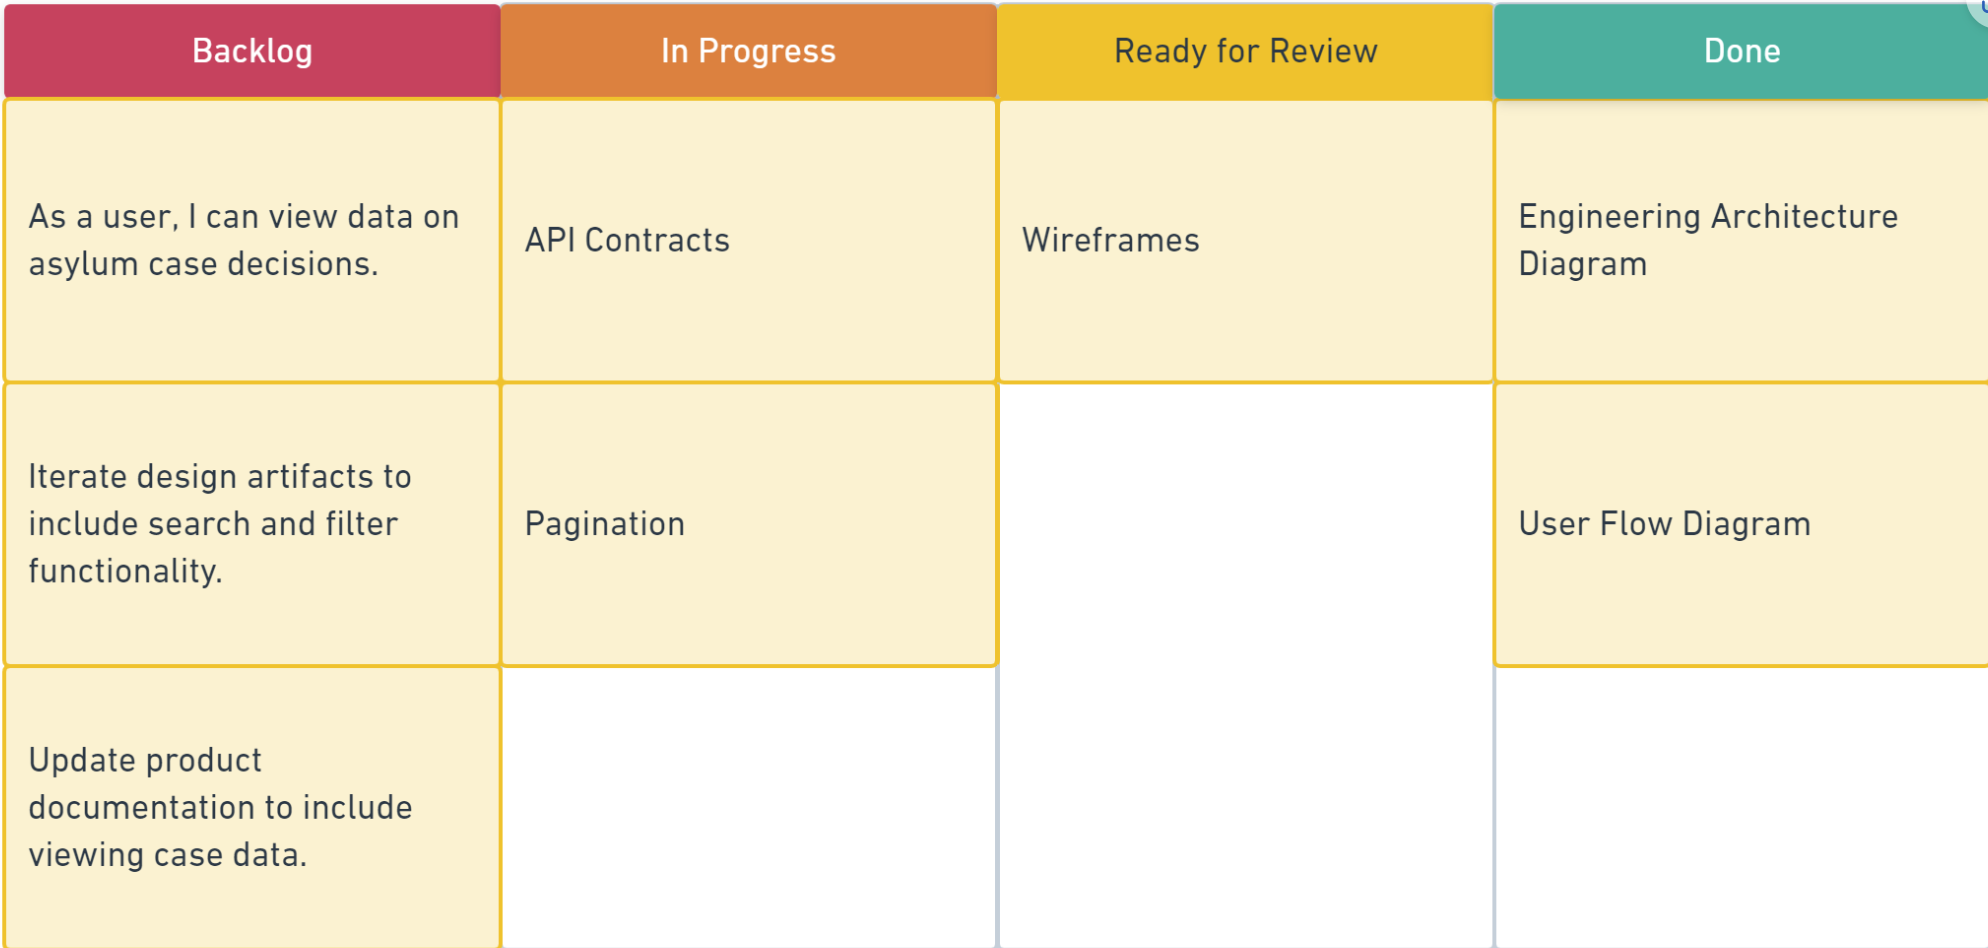 Backlog
In Progress
Ready for Review
Done
As a user, I can view data on
asylum case decisions.
API Contracts
Wireframes
Engineering Architecture
Diagram
Iterate design artifacts to
include search and filter
functionality.
Pagination
User Flow Diagram
Update product
documentation to include
viewing case data.